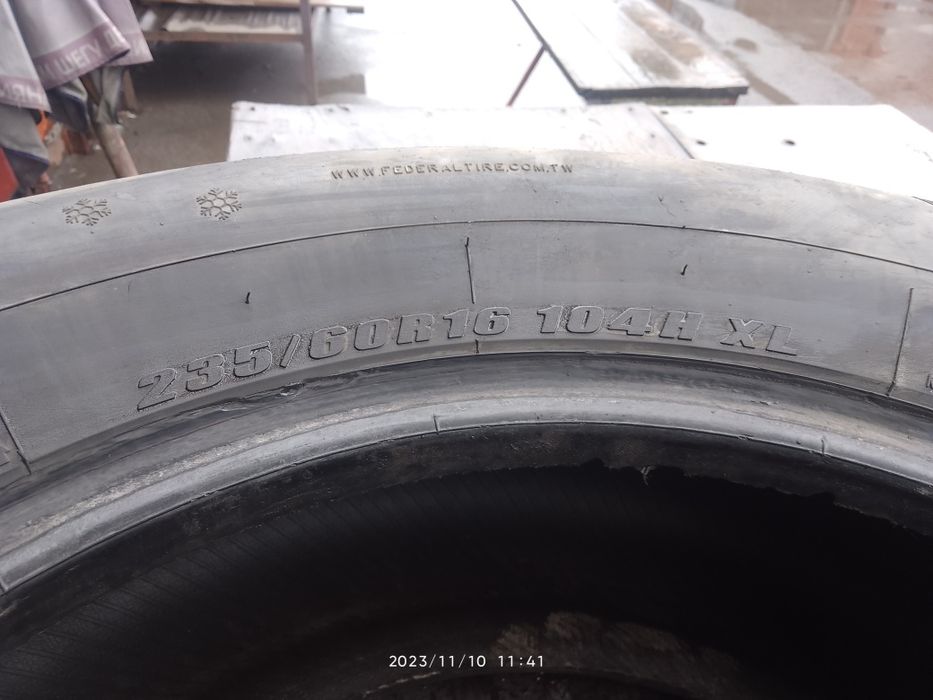 WWW.FEDERALTIRE.COM.TW
235/60R16 104H XL
2023/11/10 11:41